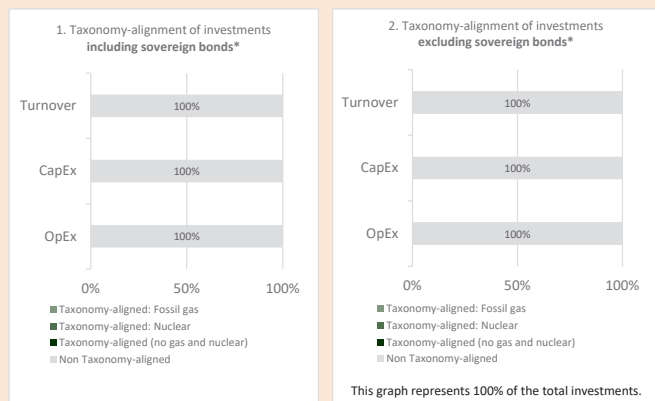 1. Taxonomy-alignment of investments
including sovereign bonds*
Turnover
100%
CapEx
100%
OpEx
100%
0% 50% 100%
Taxonomy-aligned: Fossil gas
Taxonomy-aligned: Nuclear
Taxonomy-aligned (no gas and nuclear)
Non Taxonomy-aligned
2. Taxonomy-alignment of investments
excluding sovereign bonds*
Turnover
100%
CapEx
100%
OpEx
100%
0% 50% 100%
Taxonomy-aligned: Fossil gas
Taxonomy-aligned: Nuclear
Taxonomy-aligned (no gas and nuclear)
Non Taxonomy-aligned
This graph represents 100% of the total investments.